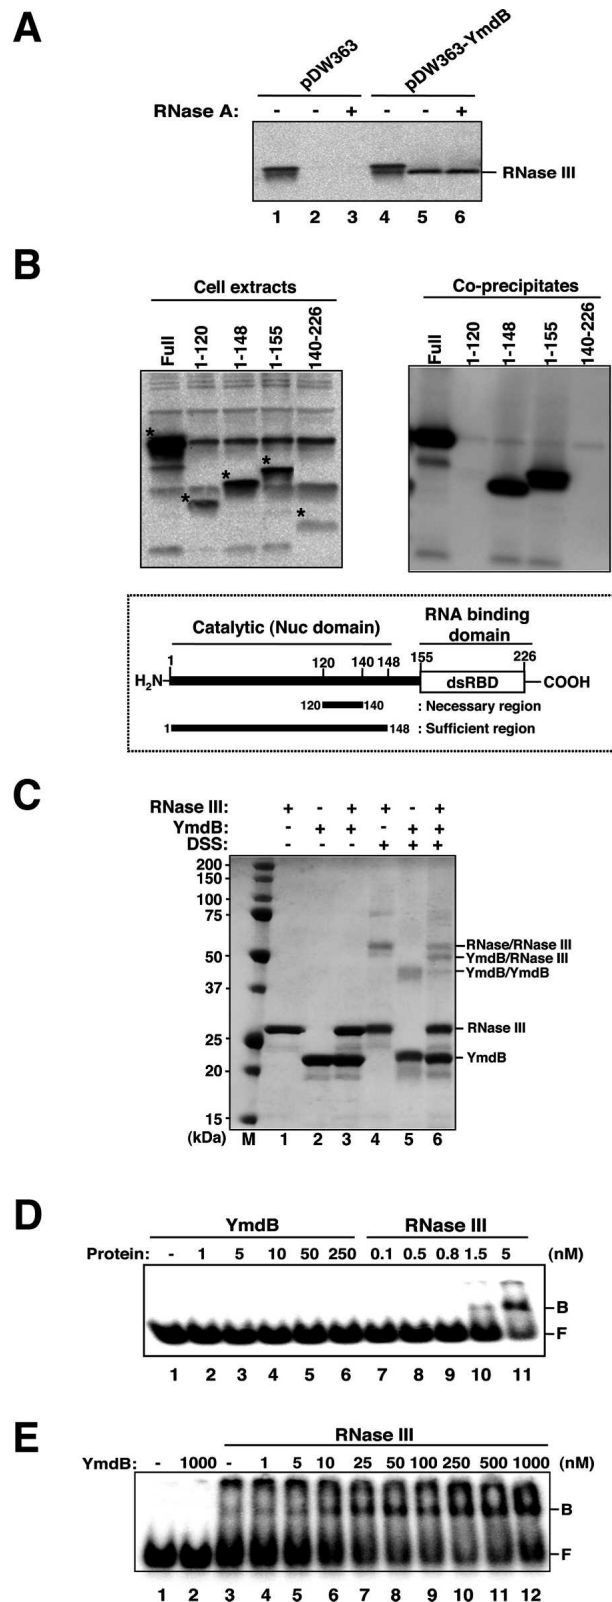 A
pDW363 pDW363-YmdB
RNase A: - - + - - +
RNase III
1 2 3 4 5 6
B
Cell extracts Co-precipitates
Full 1-120 1-148 1-155 140-226 Full 1-120 1-148 1-155 140-226
* * * * *
RNA binding
Catalytic (Nuc domain) domain
1 120 140 148 155 226
H2N dsRBD COOH
120 140 : Necessary region
1 148 : Sufficient region
C
RNase III: + - + + - +
YmdB: - + + - + +
DSS: - - - + + +
200
150
100
75
RNase/RNase III
50 YmdB/RNase III
YmdB/YmdB
37
RNase III
25
YmdB
20
15
(kDa) M 1 2 3 4 5 6
D
YmdB RNase III
Protein: - 1 5 10 50 250 0.1 0.5 0.8 1.5 5 (nM)
B
F
1 2 3 4 5 6 7 8 9 10 11
E
RNase III
YmdB: - 1000 - 1 5 10 25 50 100 250 500 1000 (nM)
B
F
1 2 3 4 5 6 7 8 9 10 11 12